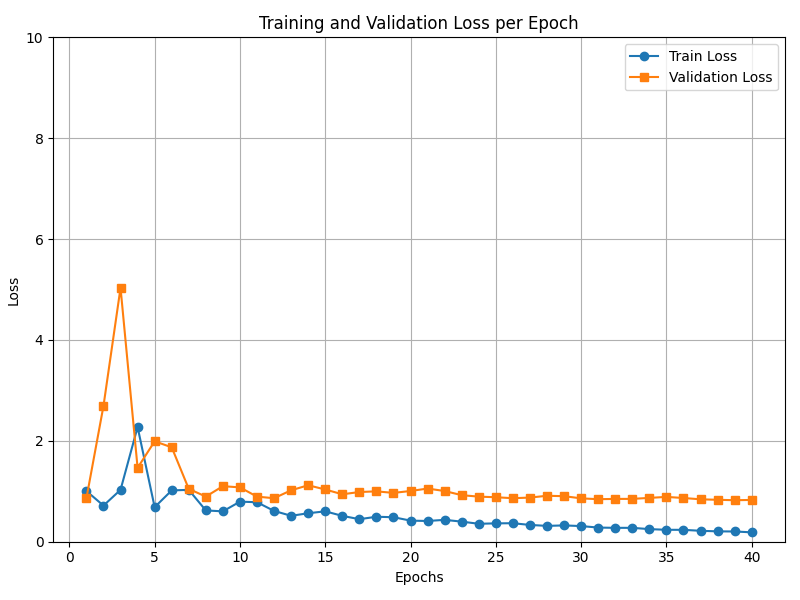 Training and Validation Loss per Epoch
Train Loss
Validation Loss
Loss
10
8
6
4
2
0
0 5 10 15 20 25 30 35 40
Epochs